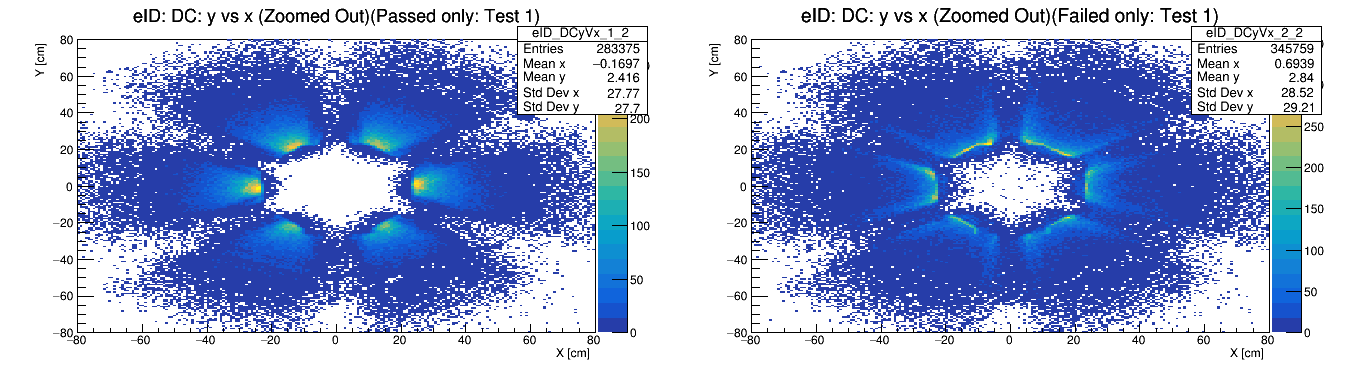 eID: DC: y vs x (Zoomed Out)(Passed only: Test 1)
eID_DCyVx_1_2
Entries 283375
Mean x −0.1697
Mean y 2.416
Std Dev x 27.77
Std Dev y 27.7
Y [cm]
80
60
40
20
0
−20
−40
−60
−80
−80 −60 −40 −20 0 20 40 60 80
X [cm]
200
150
100
50
0
eID: DC: y vs x (Zoomed Out)(Failed only: Test 1)
eID_DCyVx_2_2
Entries 345759
Mean x 0.6939
Mean y 2.84
Std Dev x 28.52
Std Dev y 29.21
Y [cm]
80
60
40
20
0
−20
−40
−60
−80
−80 −60 −40 −20 0 20 40 60 80
X [cm]
250
200
150
100
50
0